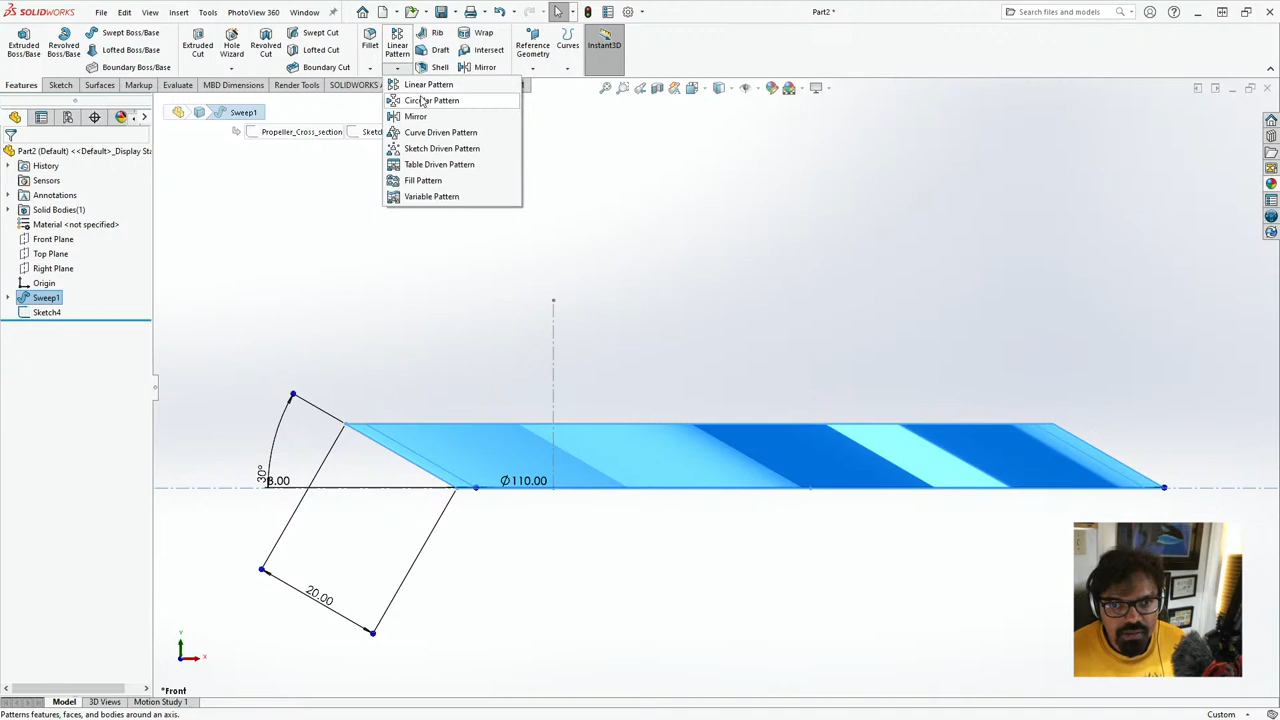 SOLIDWORKS
File
Edit
View
Insert
Tools
PhotoView 360
Window
Part2 *
Search files and models
Extruded Boss/Base
Revolved Boss/Base
Swept Boss/Base
Lofted Boss/Base
Boundary Boss/Base
Extruded Cut
Hole Wizard
Revolved Cut
Swept Cut
Lofted Cut
Boundary Cut
Fillet
Linear Pattern
Rib
Draft
Shell
Wrap
Intersect
Mirror
Reference Geometry
Curves
Instant3D
Features
Sketch
Surfaces
Markup
Evaluate
MBD Dimensions
Render Tools
SOLIDWORKS A
Linear Pattern
Circular Pattern
Mirror
Curve Driven Pattern
Sketch Driven Pattern
Table Driven Pattern
Fill Pattern
Variable Pattern
Sweep1
Propeller_Cross_section
Sketc
Part2 (Default) <<Default>_Display Sta
History
Sensors
Annotations
Solid Bodies(1)
Material <not specified>
Front Plane
Top Plane
Right Plane
Origin
Sweep1
Sketch4
30°
3.00
Ø110.00
20.00
Y
X
*Front
Model
3D Views
Motion Study 1
Patterns features, faces, and bodies around an axis.
Custom